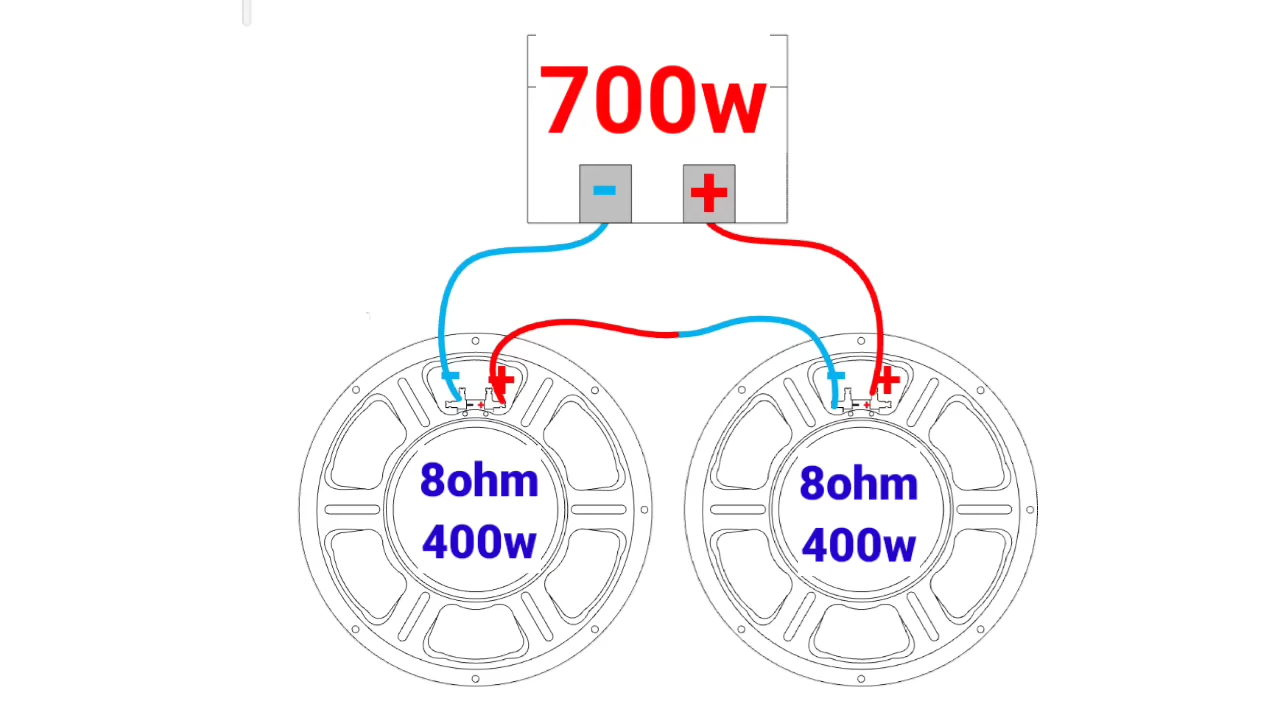 700w
- +
- + - +
- + - +
8ohm 8ohm
400w 400w